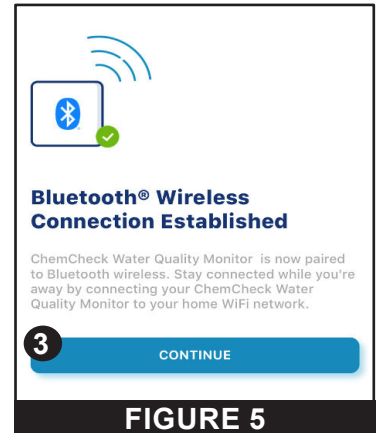 Bluetooth® Wireless
Connection Established
ChemCheck Water Quality Monitor is now paired
to Bluetooth wireless. Stay connected while you're
away by connecting your ChemCheck Water
Quality Monitor to your home WiFi network.
3
CONTINUE
FIGURE 5